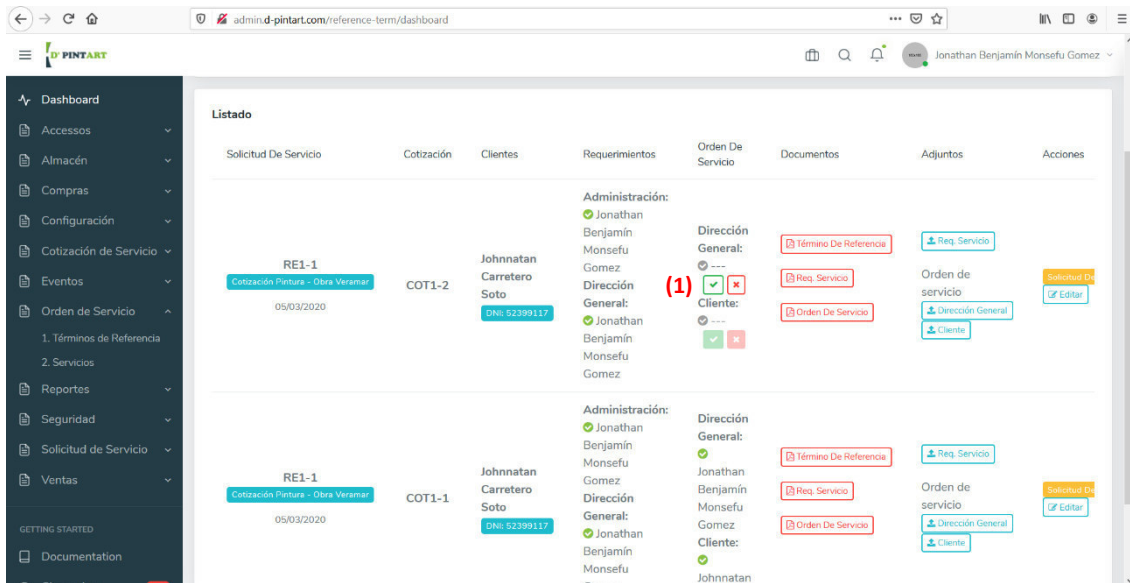 admin.d-pintart.com/reference-term/dashboard
D' PINTART
Jonathan Benjamín Monsefu Gomez
Dashboard
Accessos
Almacén
Compras
Configuración
Cotización de Servicio
Eventos
Orden de Servicio
1. Términos de Referencia
2. Servicios
Reportes
Seguridad
Solicitud de Servicio
Ventas
GETTING STARTED
Documentation
Listado
Solicitud De Servicio
Cotización
Clientes
Requerimientos
Orden De
Servicio
Documentos
Adjuntos
Acciones
RE1-1
Cotización Pintura - Obra Veramar
05/03/2020
COT1-2
Johnnatan
Carretero
Soto
DNI: 52399117
Administración:
Jonathan
Benjamín
Monsefu
Gomez
Dirección
General:
Jonathan
Benjamín
Monsefu
Gomez
Dirección
General:
---
(1)
Cliente:
---
Término De Referencia
Req. Servicio
Orden De Servicio
Req. Servicio
Orden de
servicio
Dirección General
Cliente
Solicitud De
Editar
RE1-1
Cotización Pintura - Obra Veramar
05/03/2020
COT1-1
Johnnatan
Carretero
Soto
DNI: 52399117
Administración:
Jonathan
Benjamín
Monsefu
Gomez
Dirección
General:
Jonathan
Benjamín
Monsefu
Dirección
General:
Jonathan
Benjamín
Monsefu
Gomez
Cliente:
Johnnatan
Término De Referencia
Req. Servicio
Orden De Servicio
Req. Servicio
Orden de
servicio
Dirección General
Cliente
Solicitud De
Editar